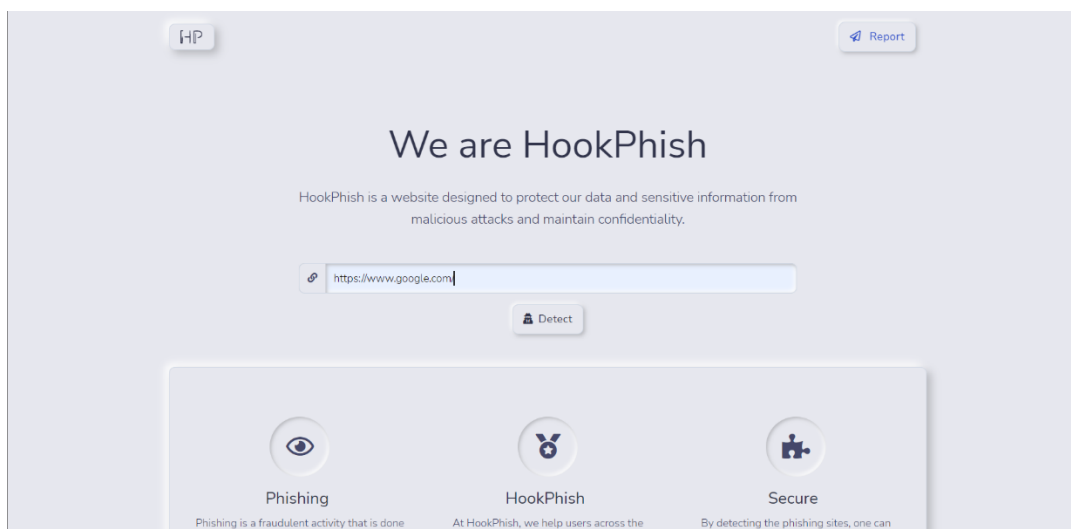 HP
Report
We are HookPhish
HookPhish is a website designed to protect our data and sensitive information from
malicious attacks and maintain confidentiality.
https://www.google.com/
Detect
Phishing
HookPhish
Secure
Phishing is a fraudulent activity that is done
At HookPhish, we help users across the
By detecting the phishing sites, one can